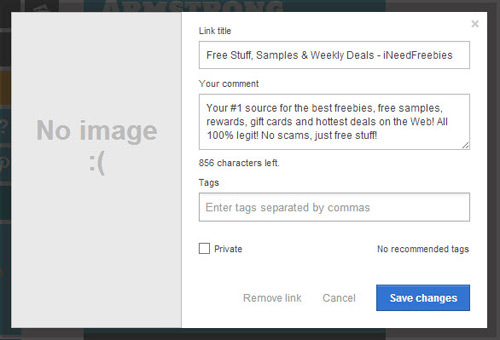 ARMSTRONG
No image
:(
Link title
Free Stuff, Samples & Weekly Deals - iNeedFreebies
Your comment
Your #1 source for the best freebies, free samples,
rewards, gift cards and hottest deals on the Web! All
100% legit! No scams, just free stuff!
856 characters left.
Tags
Enter tags separated by commas
Private
No recommended tags
Remove link
Cancel
Save changes